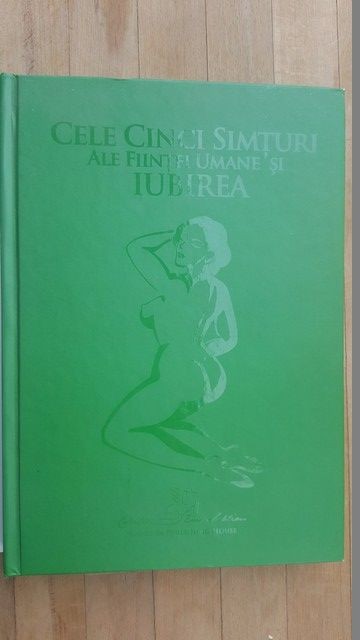 CELE CINCI SIMȚURI
ALE FIINȚEI UMANE ȘI
IUBIREA